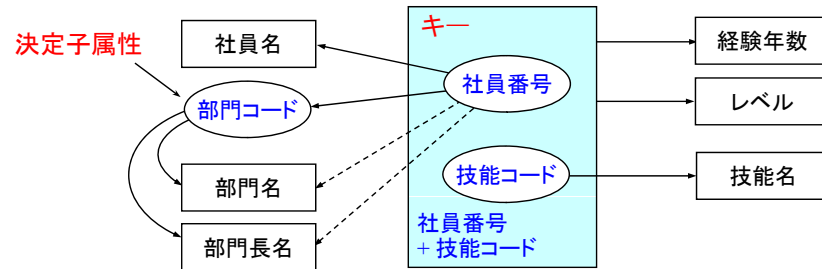 決定子属性
社員名
部門コード
部門名
部門長名
キー
社員番号
技能コード
社員番号
+ 技能コード
経験年数
レベル
技能名